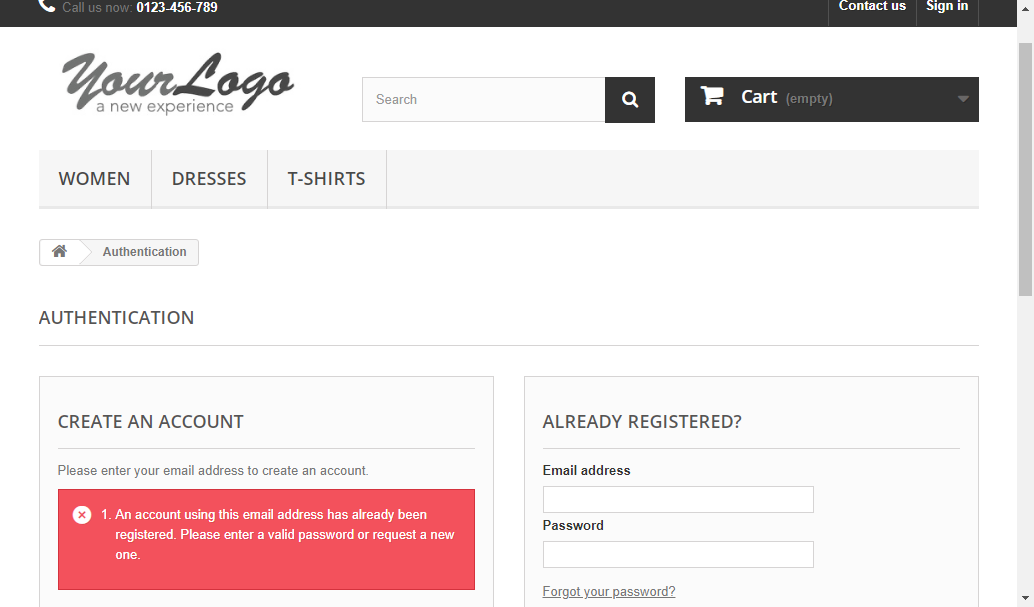 Call us now: 0123-456-789
Contact us
Sign in
YourLogo
a new experience
Search
Cart (empty)
WOMEN
DRESSES
T-SHIRTS
Authentication
AUTHENTICATION
CREATE AN ACCOUNT
Please enter your email address to create an account.
1. An account using this email address has already been
registered. Please enter a valid password or request a new
one.
ALREADY REGISTERED?
Email address
Password
Forgot your password?